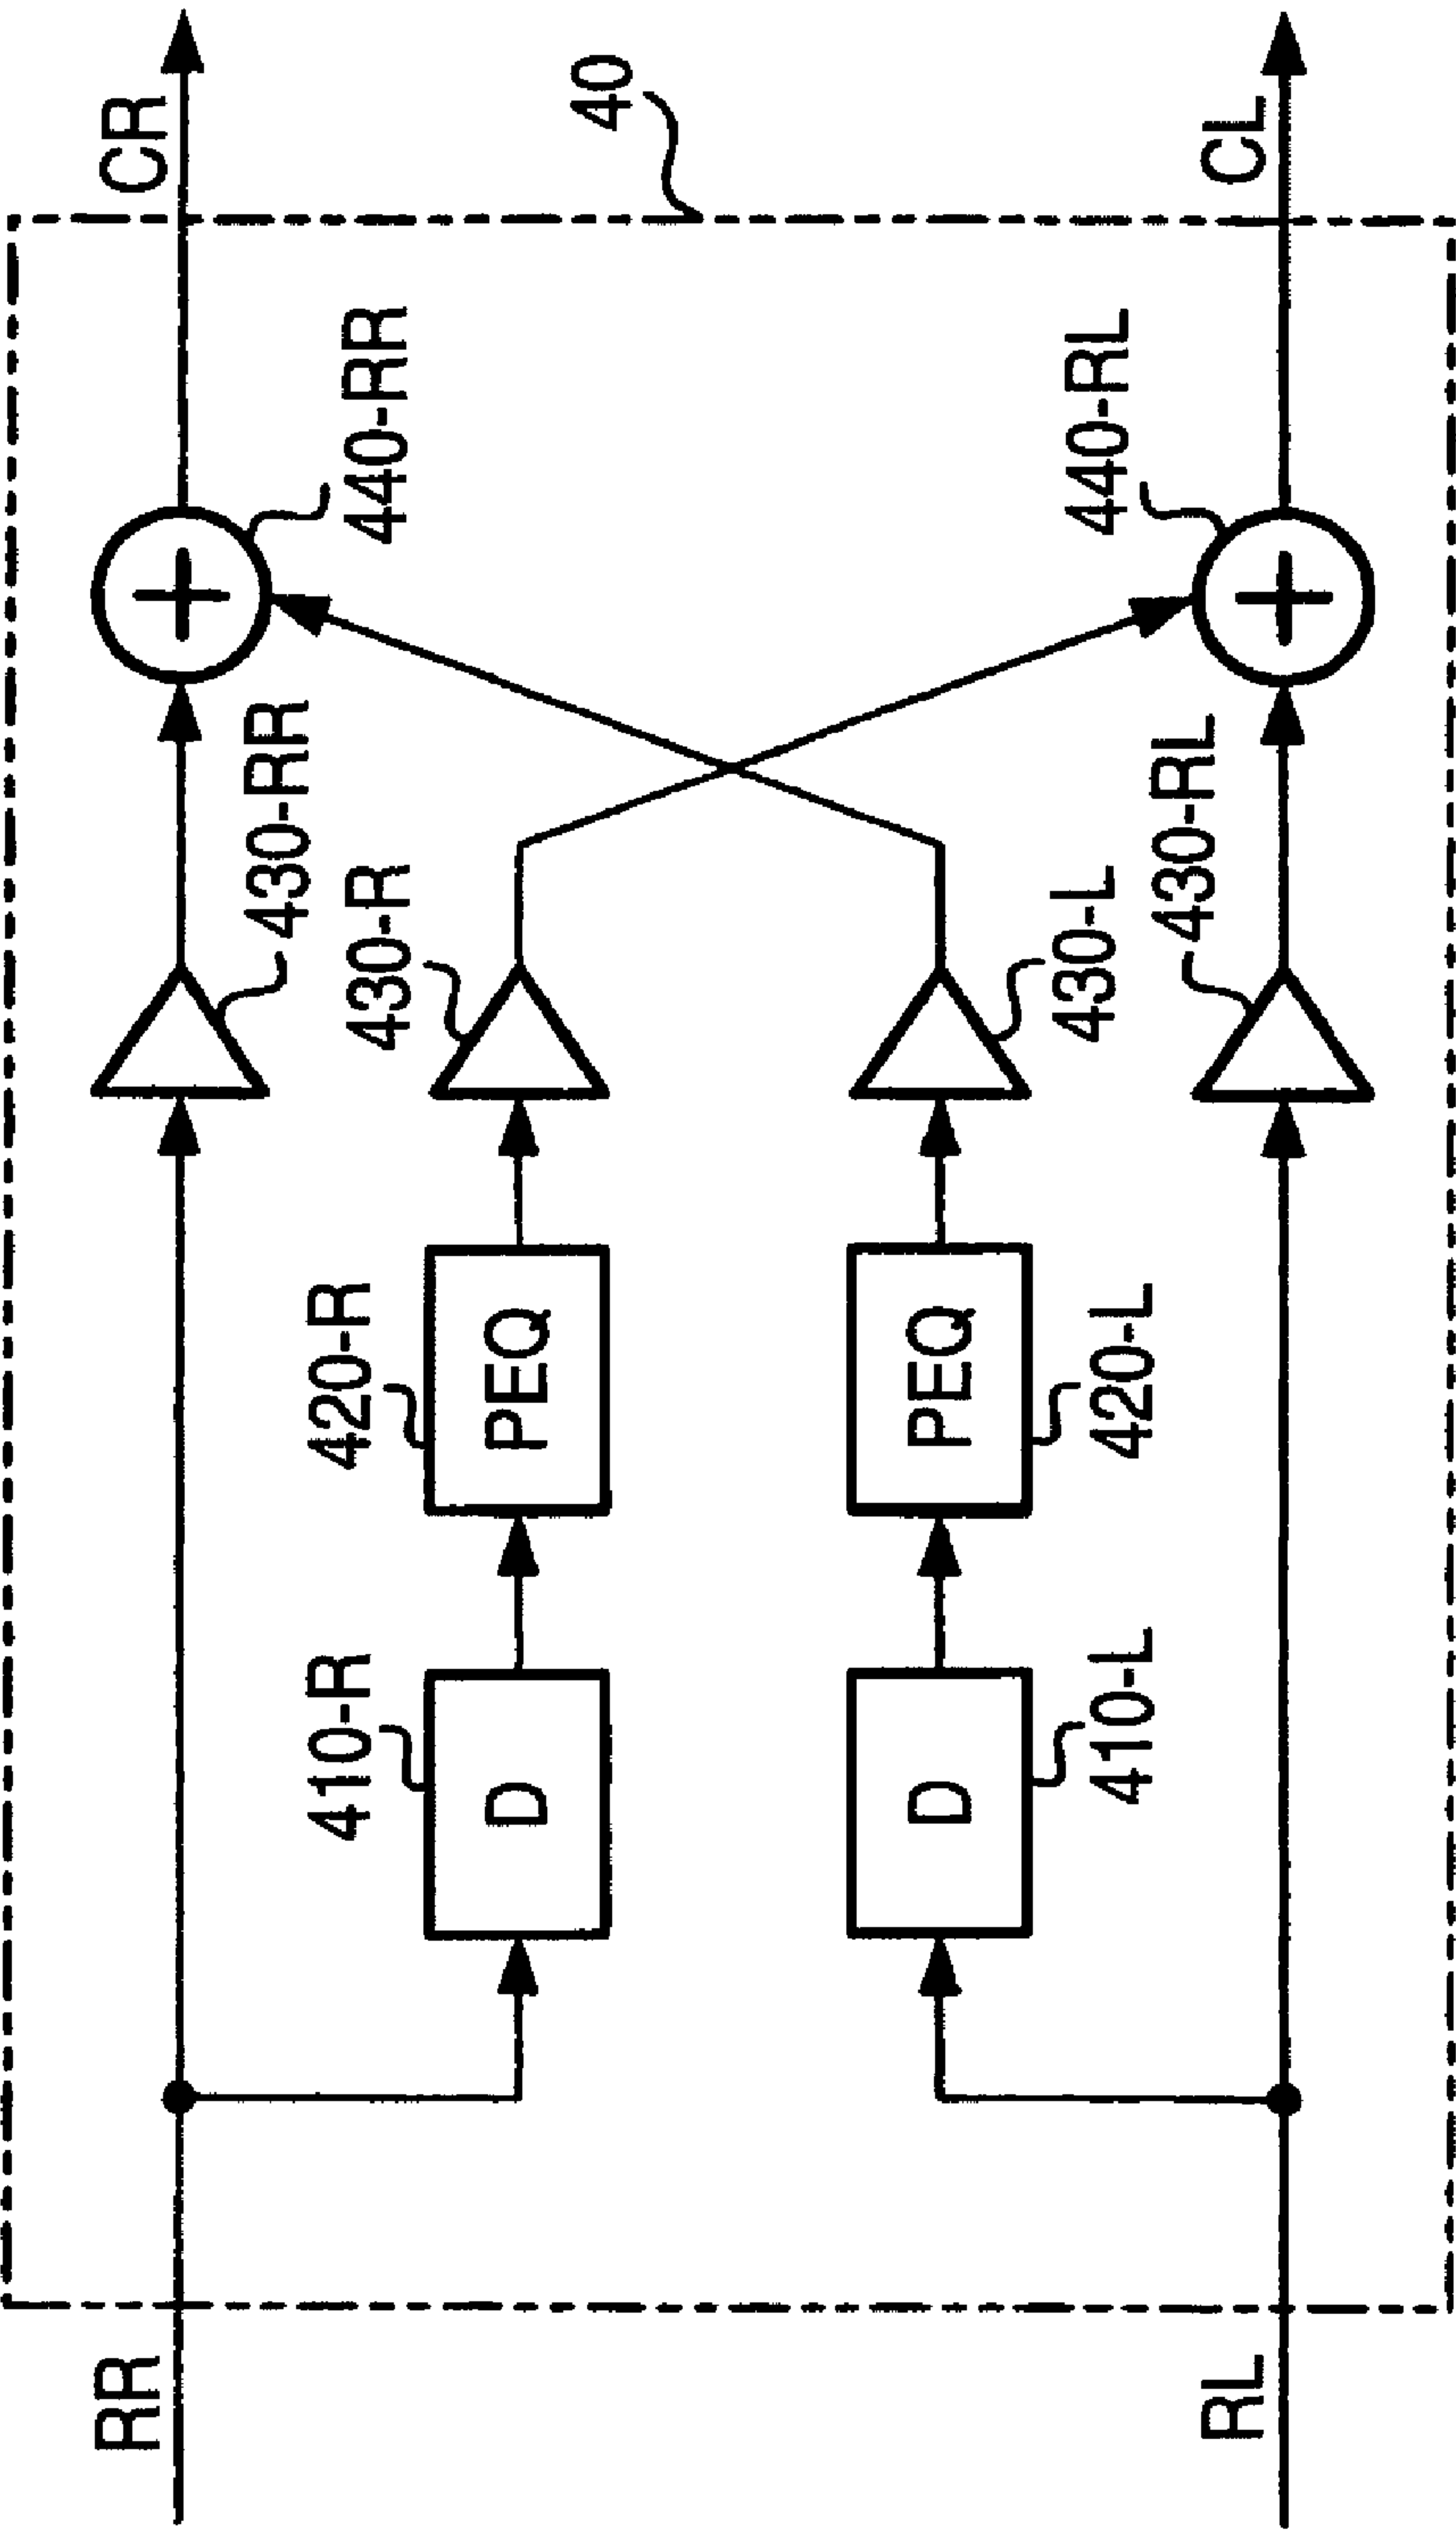 RR
CR
430-RR
440-RR
410-R
420-R
430-R
D
PEQ
40
D
PEQ
410-L
420-L
430-L
440-RL
430-RL
RL
CL